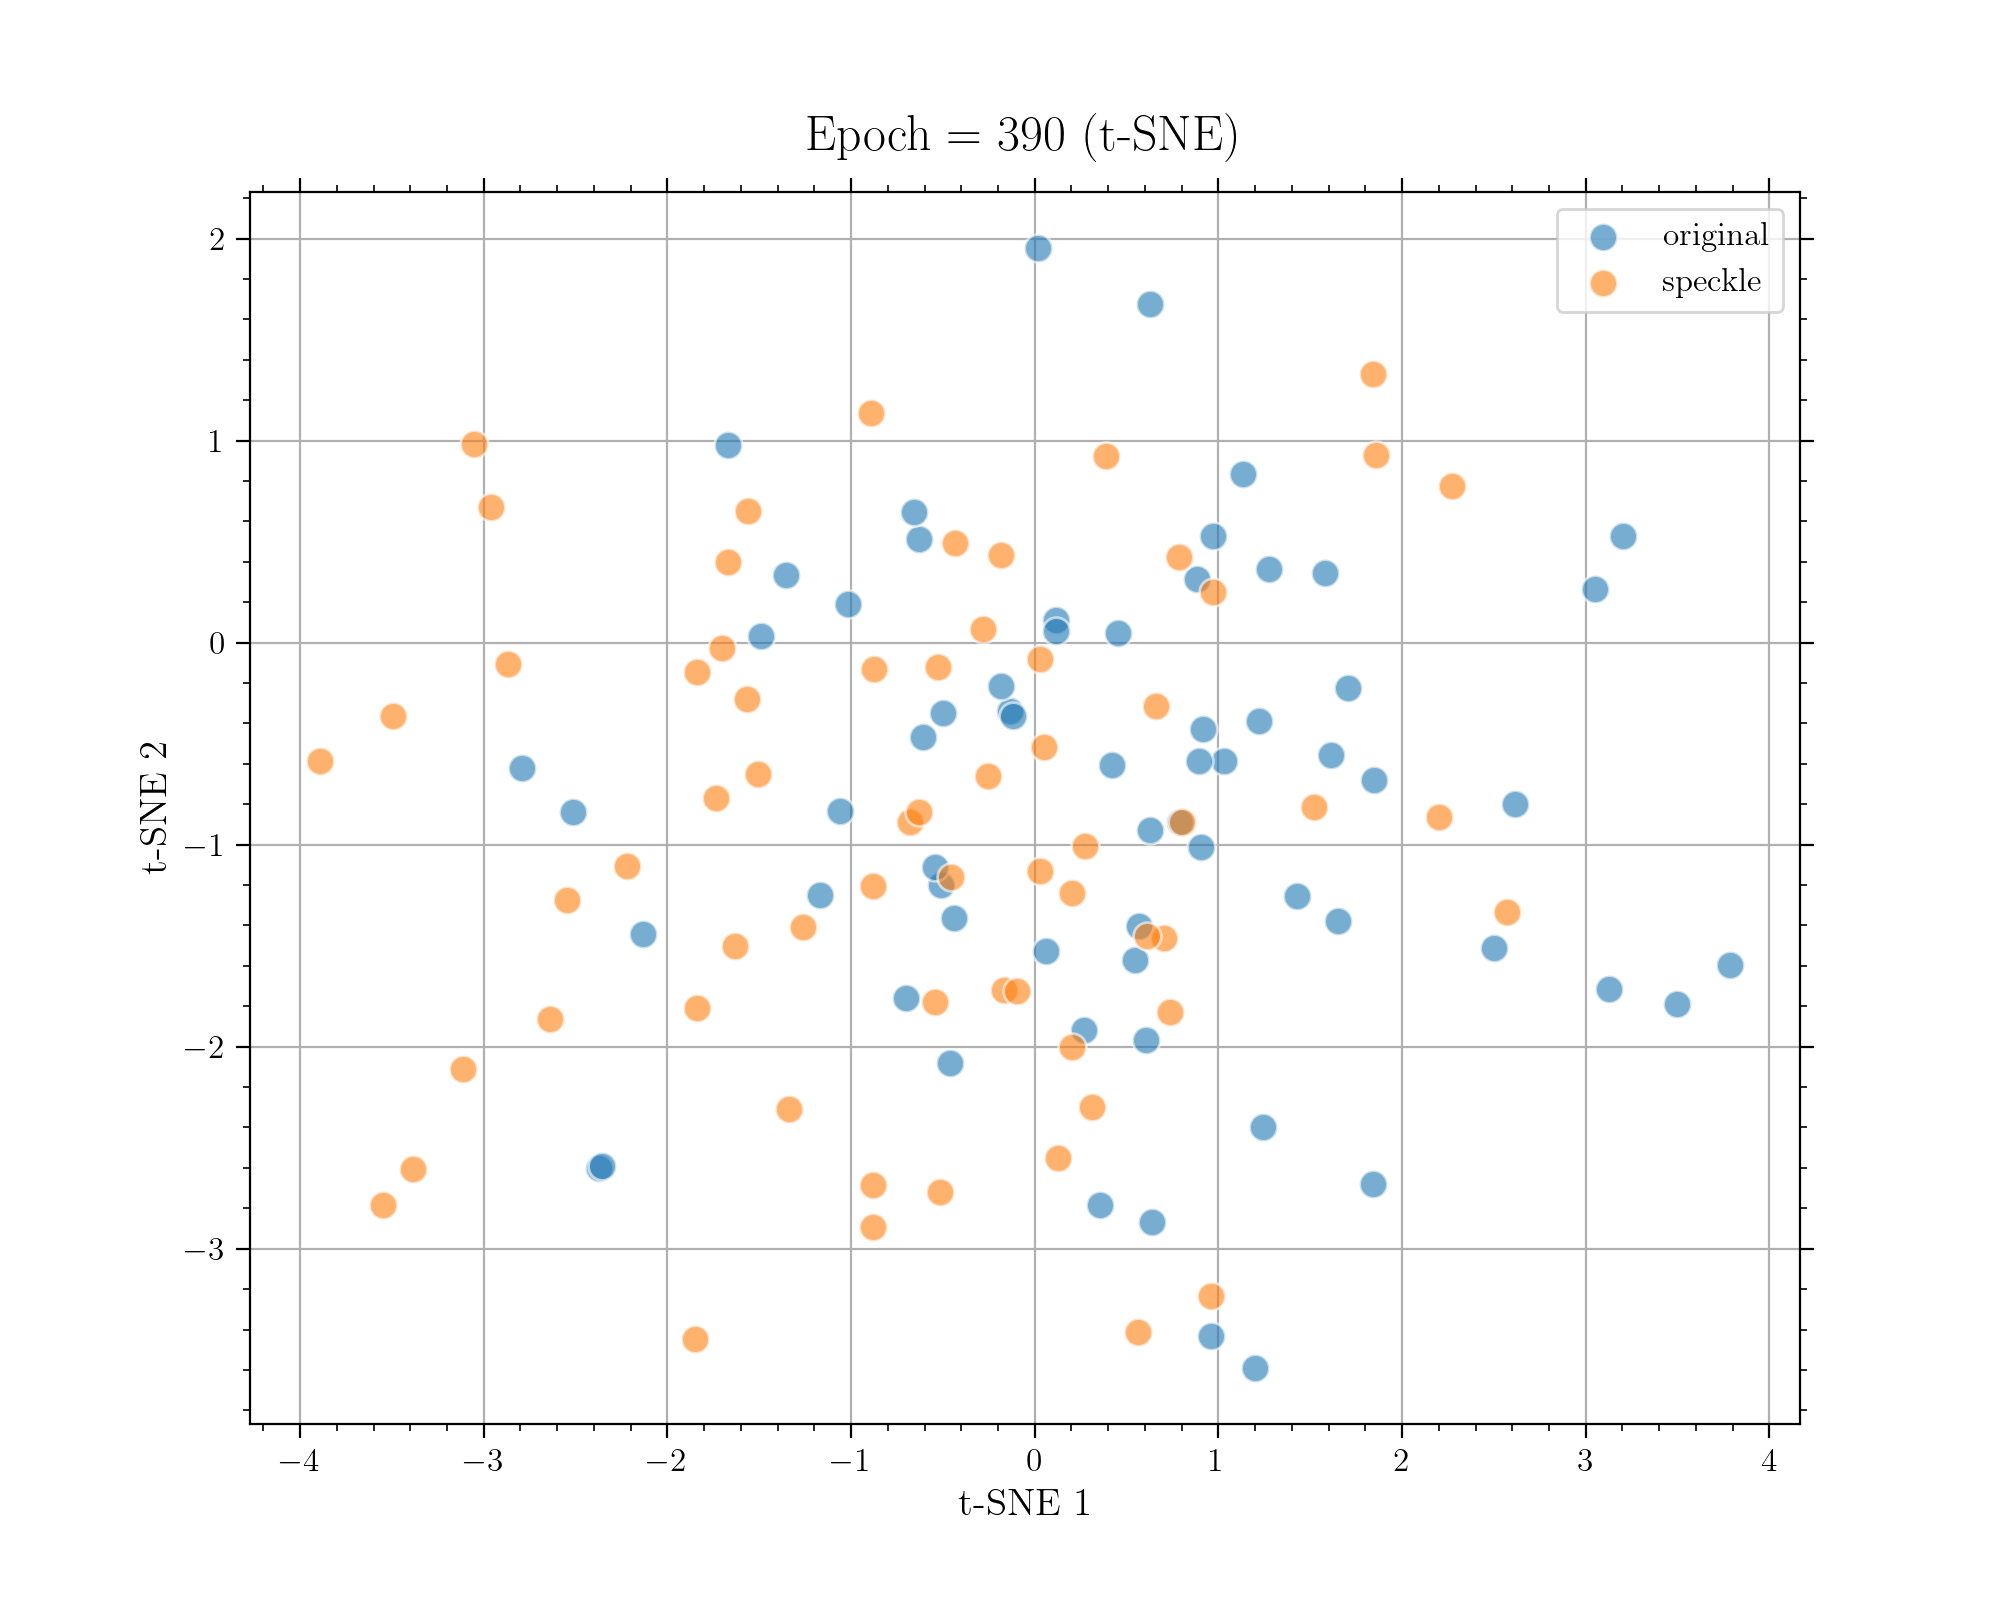 Epoch = 390 (t-SNE)
original
speckle
2
1
0
−1
−2
−3
t-SNE 2
−4 −3 −2 −1 0 1 2 3 4
t-SNE 1